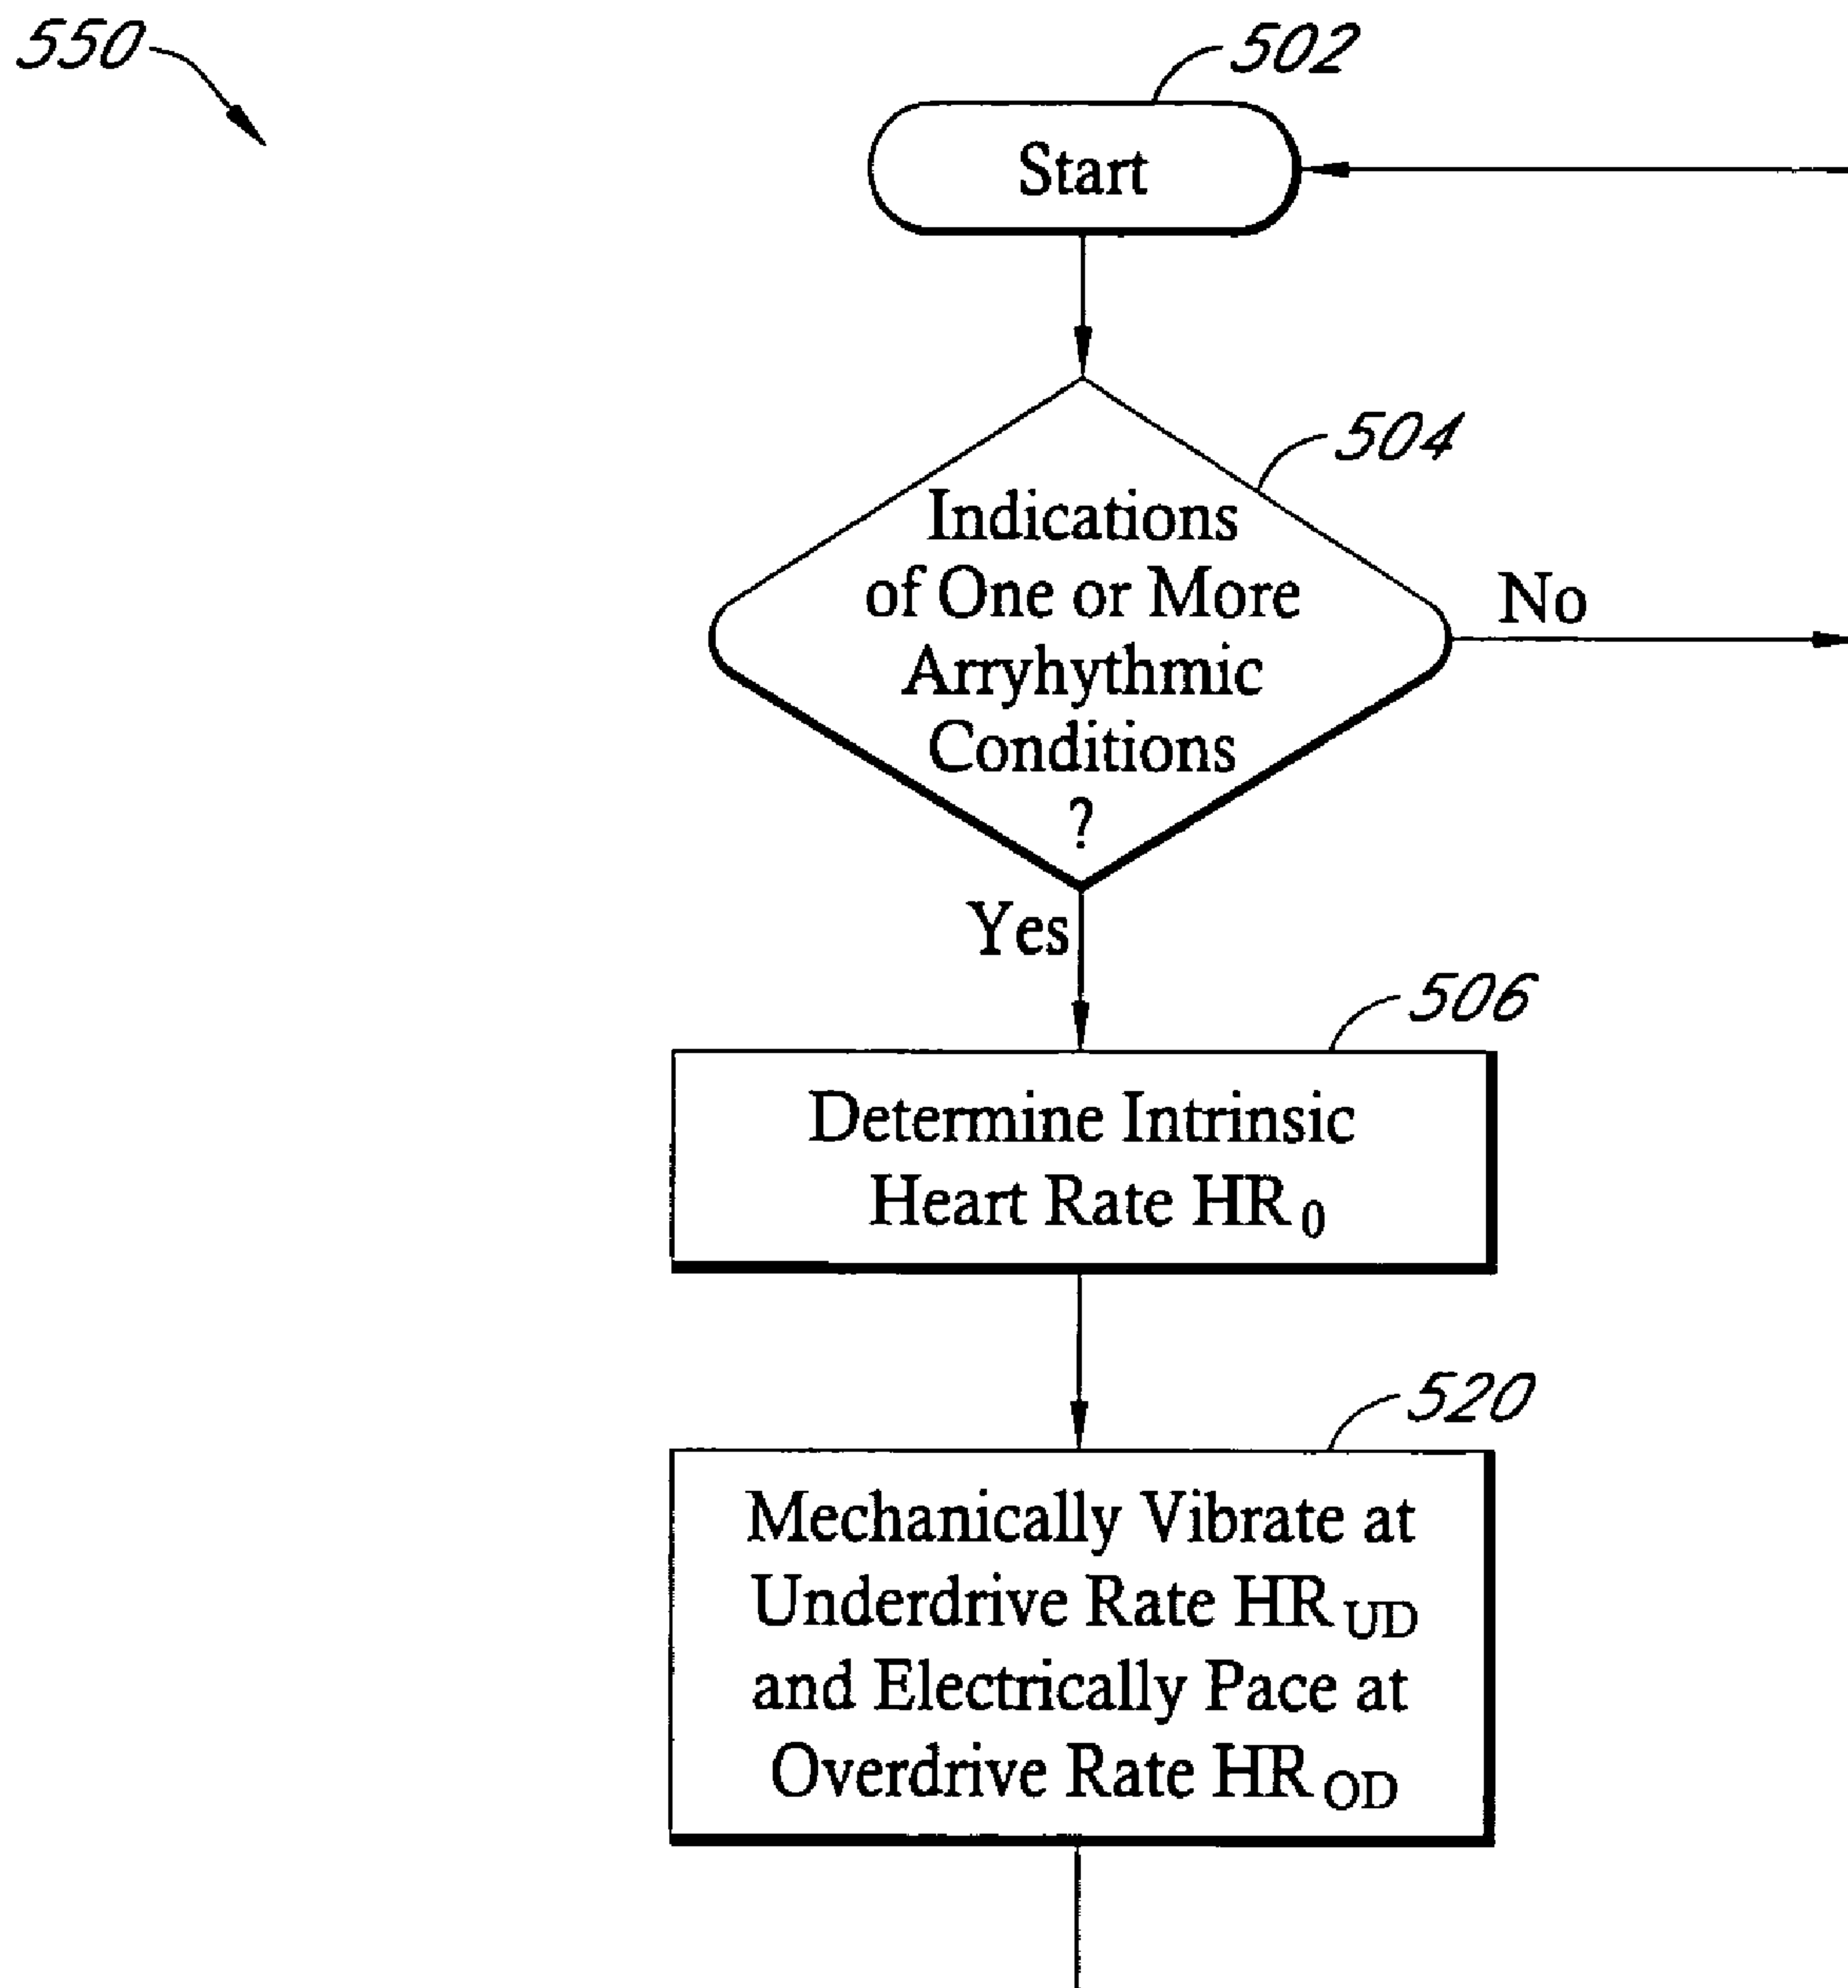 550
502
Start
504
Indications
of One or More
Arryhythmic
Conditions
?
No
Yes
506
Determine Intrinsic
Heart Rate HR0
520
Mechanically Vibrate at
Underdrive Rate HRUD
and Electrically Pace at
Overdrive Rate HROD